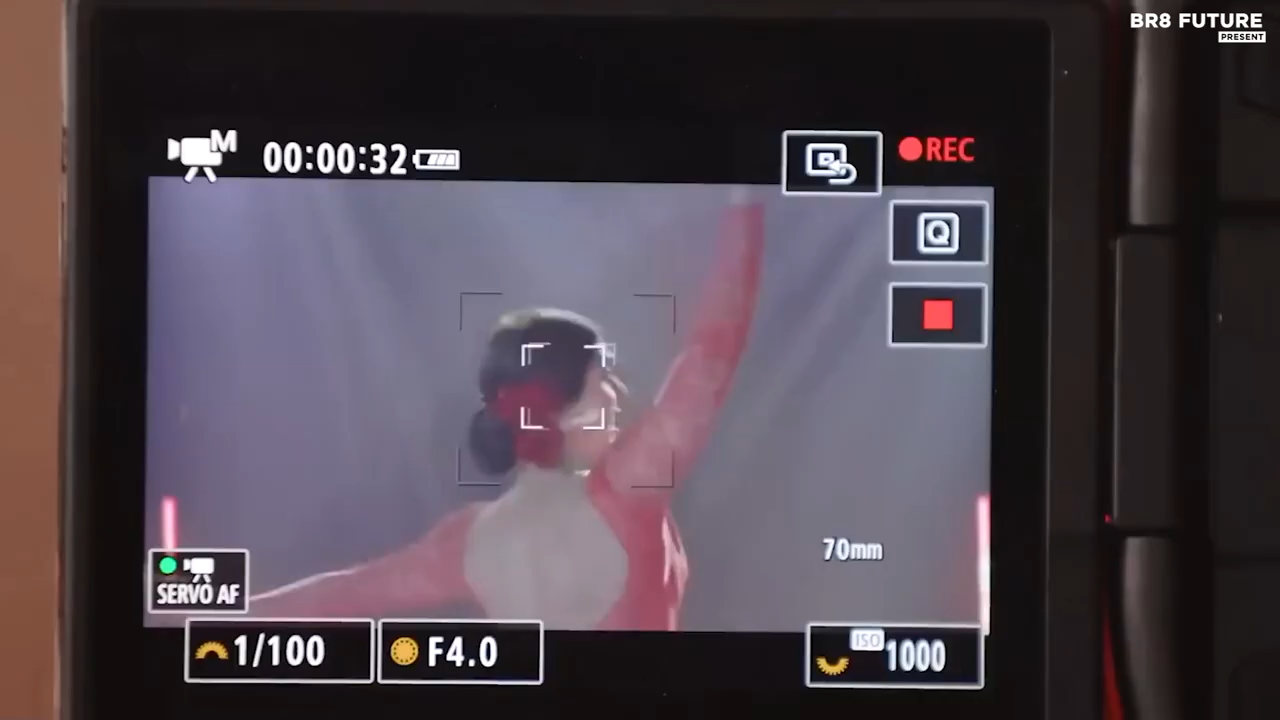 BR8 FUTURE
PRESENT
M
00:00:32
REC
Q
70mm
SERVO AF
1/100
F4.0
ISO 1000